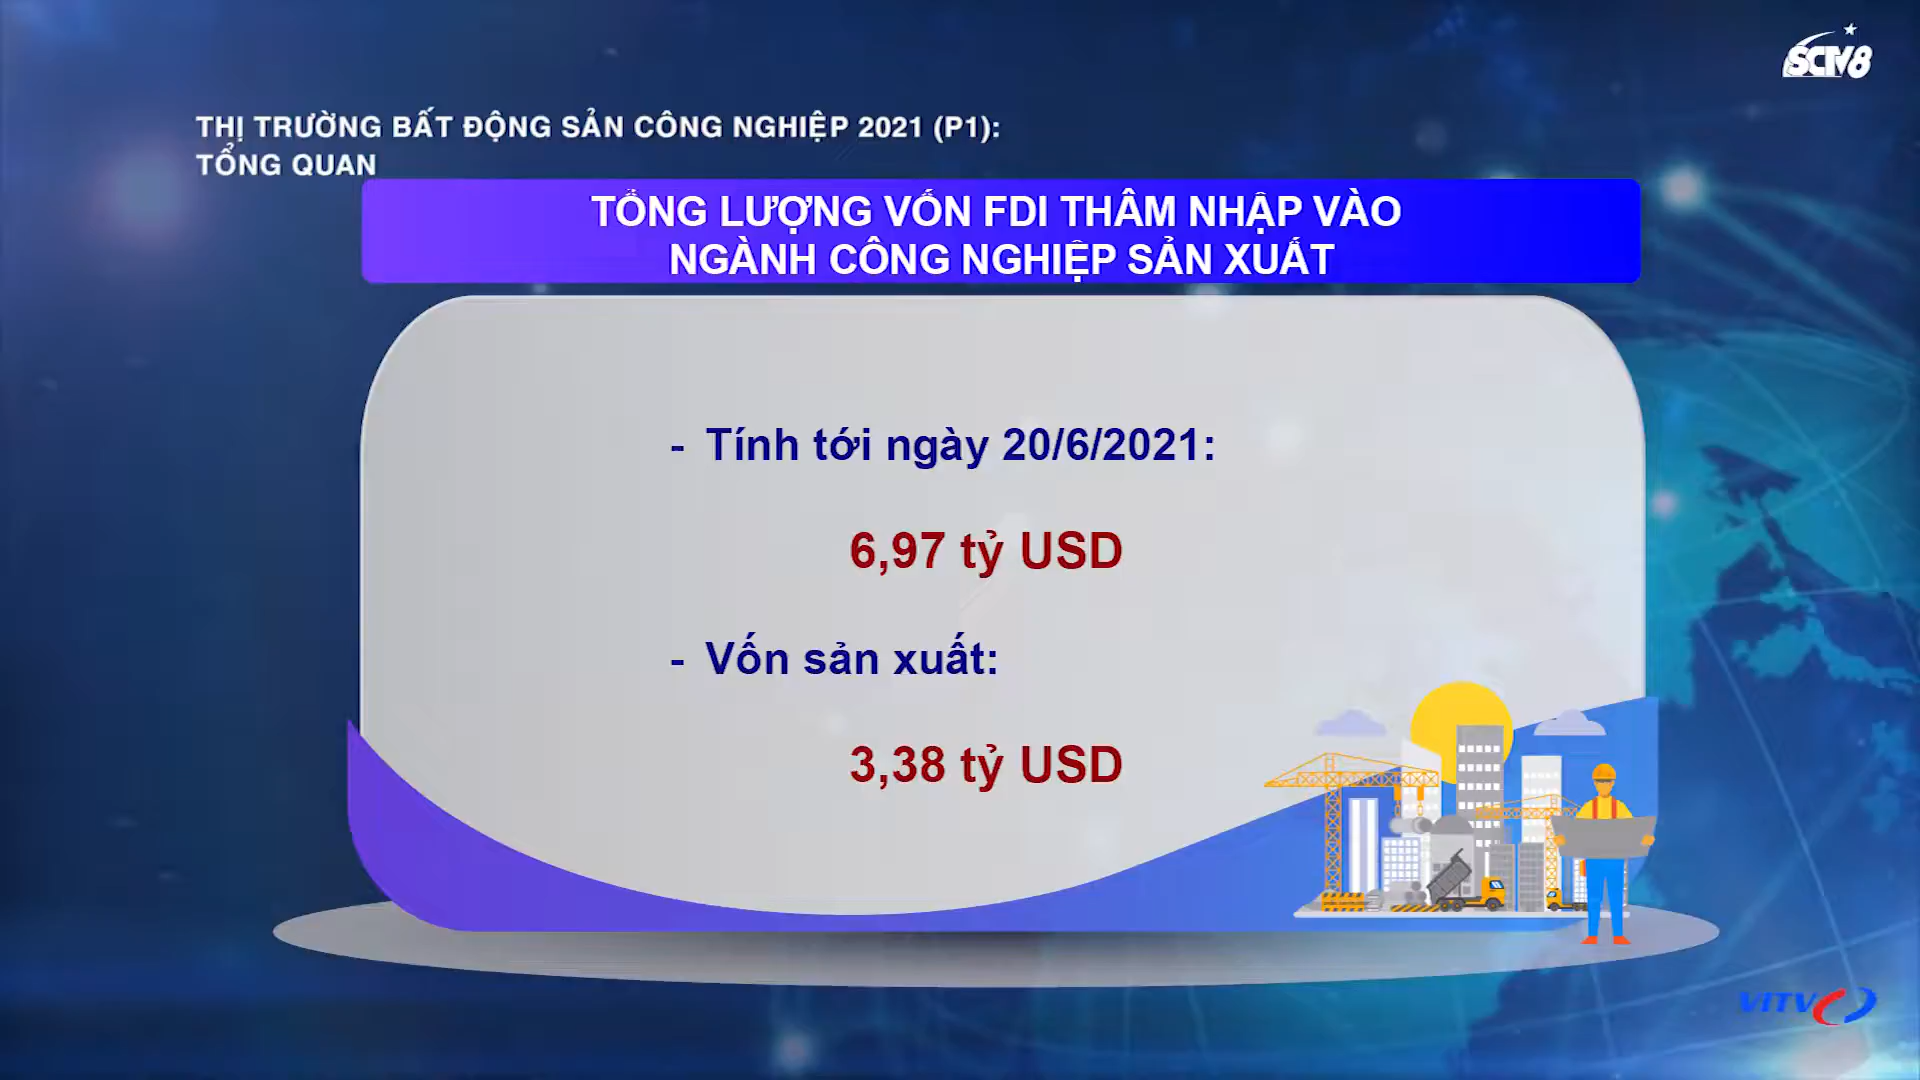 SCTV8
THỊ TRƯỜNG BẤT ĐỘNG SẢN CÔNG NGHIỆP 2021 (P1):
TỔNG QUAN
TỔNG LƯỢNG VỐN FDI THÂM NHẬP VÀO
NGÀNH CÔNG NGHIỆP SẢN XUẤT
- Tính tới ngày 20/6/2021:
6,97 tỷ USD
- Vốn sản xuất:
3,38 tỷ USD
VITV